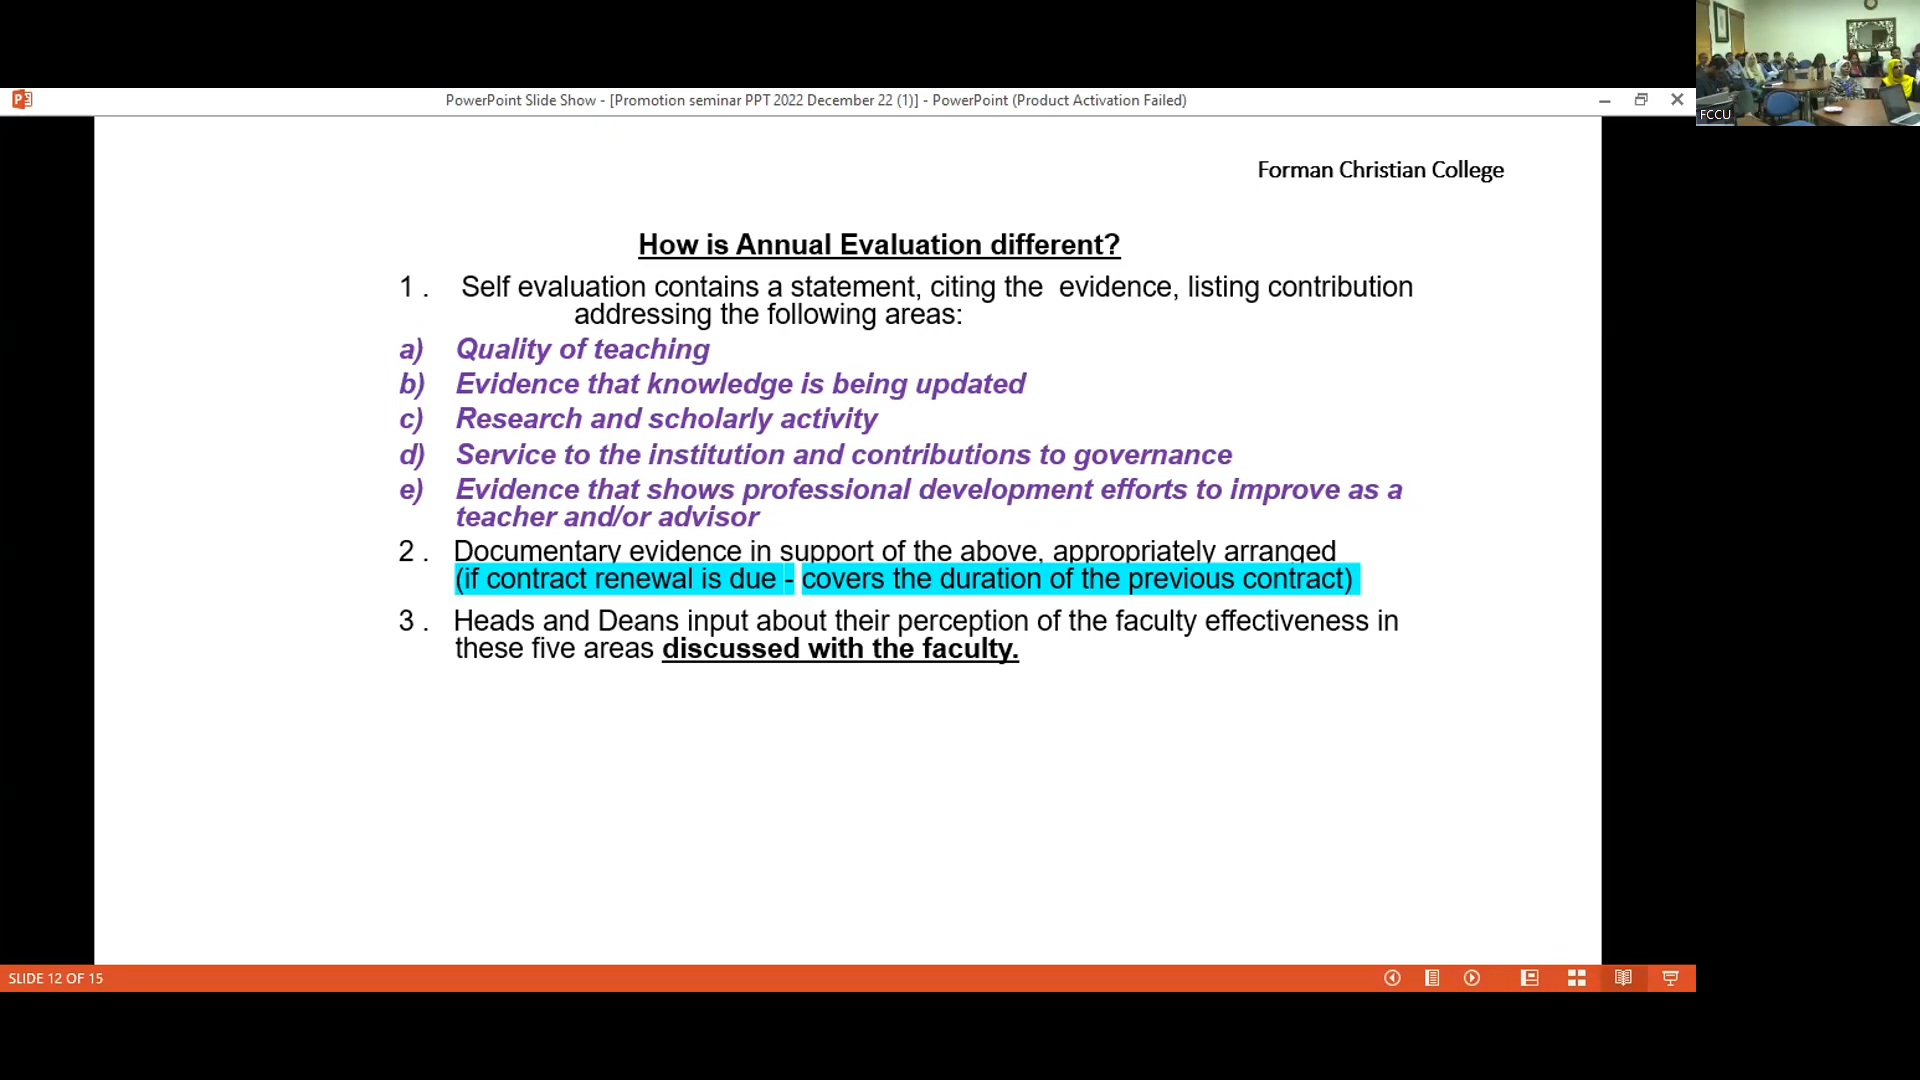 PowerPoint Slide Show - [Promotion seminar PPT 2022 December 22 (1)] - PowerPoint (Product Activation Failed)
FCCU
Forman Christian College
How is Annual Evaluation different?
1 . Self evaluation contains a statement, citing the evidence, listing contribution
addressing the following areas:
a) Quality of teaching
b) Evidence that knowledge is being updated
c) Research and scholarly activity
d) Service to the institution and contributions to governance
e) Evidence that shows professional development efforts to improve as a
teacher and/or advisor
2 . Documentary evidence in support of the above, appropriately arranged
(if contract renewal is due - covers the duration of the previous contract)
3 . Heads and Deans input about their perception of the faculty effectiveness in
these five areas discussed with the faculty.
SLIDE 12 OF 15